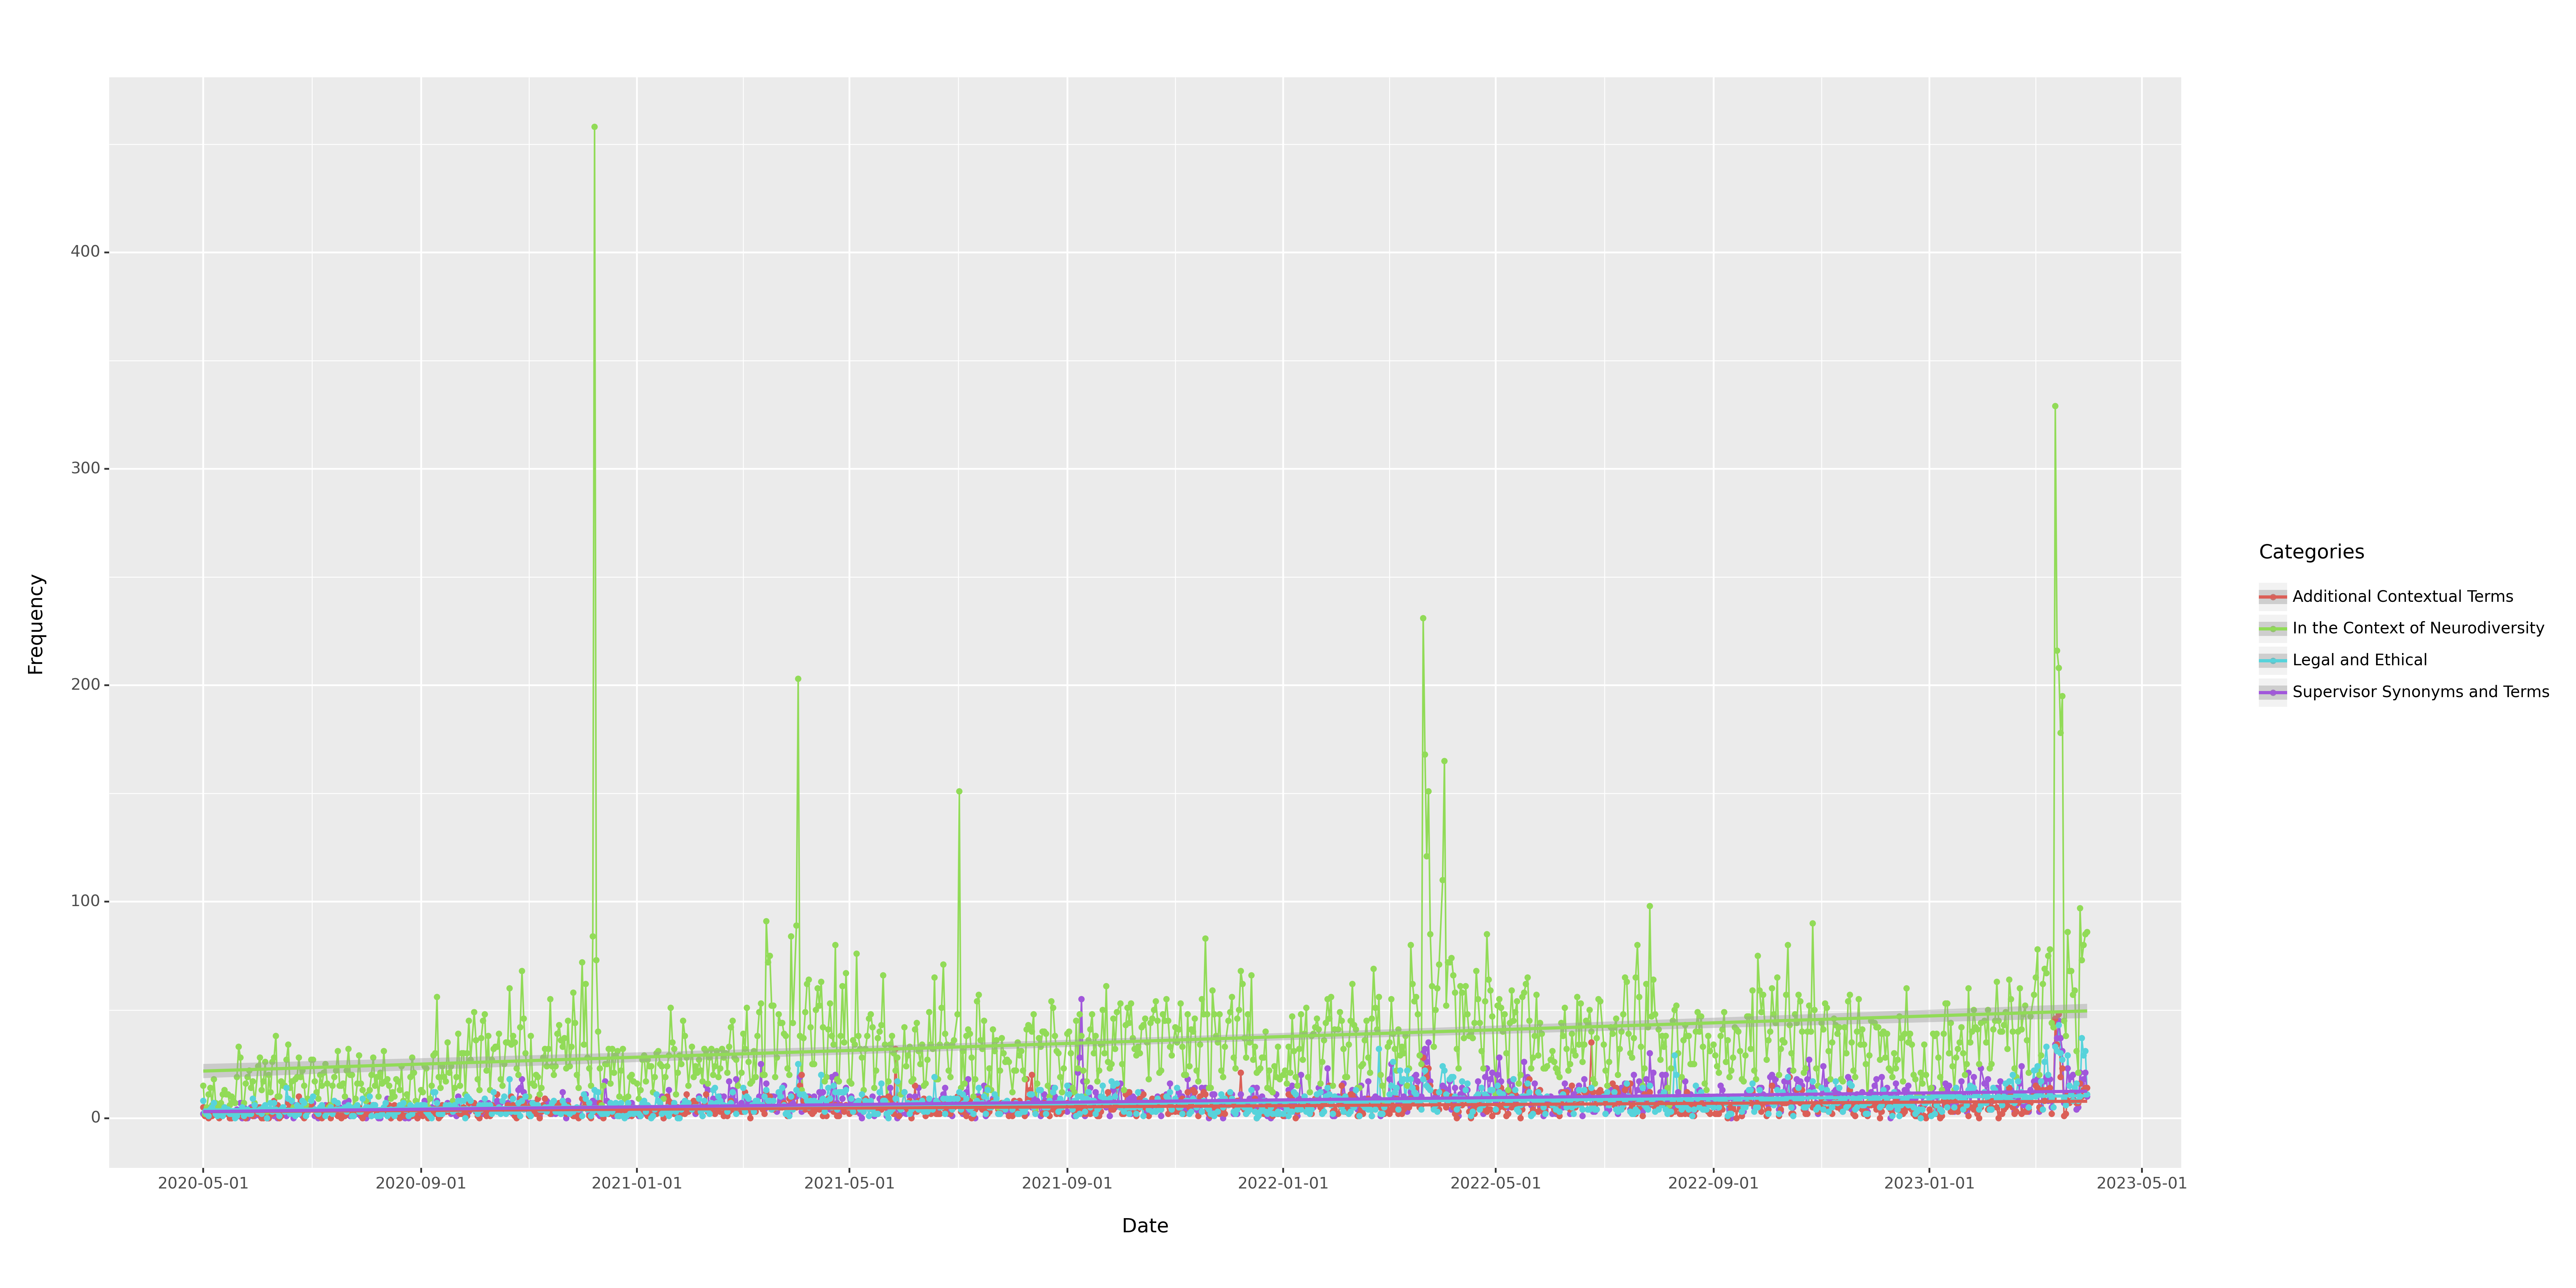 400
300
200
100
0
Frequency
2020-05-01 2020-09-01 2021-01-01 2021-05-01 2021-09-01 2022-01-01 2022-05-01 2022-09-01 2023-01-01 2023-05-01
Date
Categories
Additional Contextual Terms
In the Context of Neurodiversity
Legal and Ethical
Supervisor Synonyms and Terms